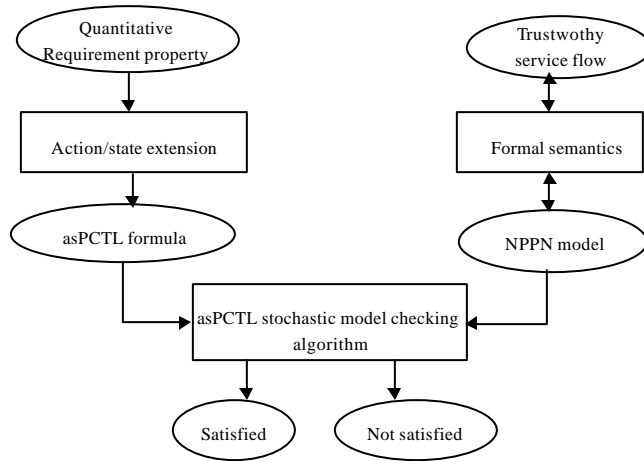 Quantitative
Requirement property
Trustwothy
service flow
Action/state extension
Formal semantics
asPCTL formula
NPPN model
asPCTL stochastic model checking
algorithm
Satisfied
Not satisfied